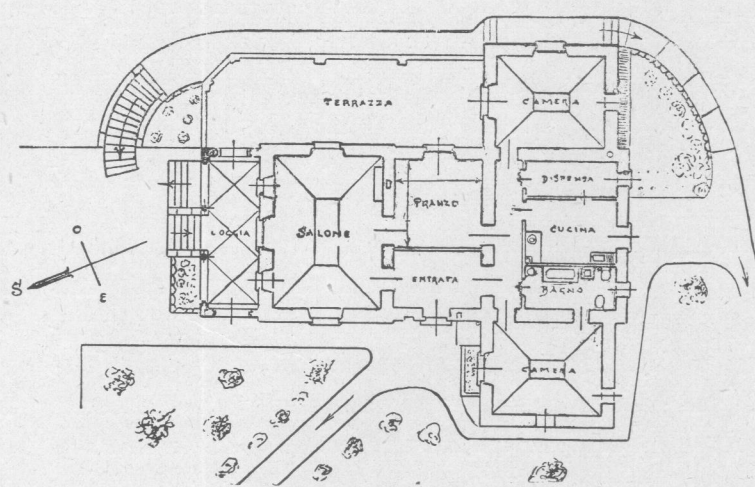 TERRAZZA
CAMERA
DISPENSA
PRANZO
LOGGIA
SALONE
CUCINA
O
S
E
ENTRATA
BAGNO
CAMERA